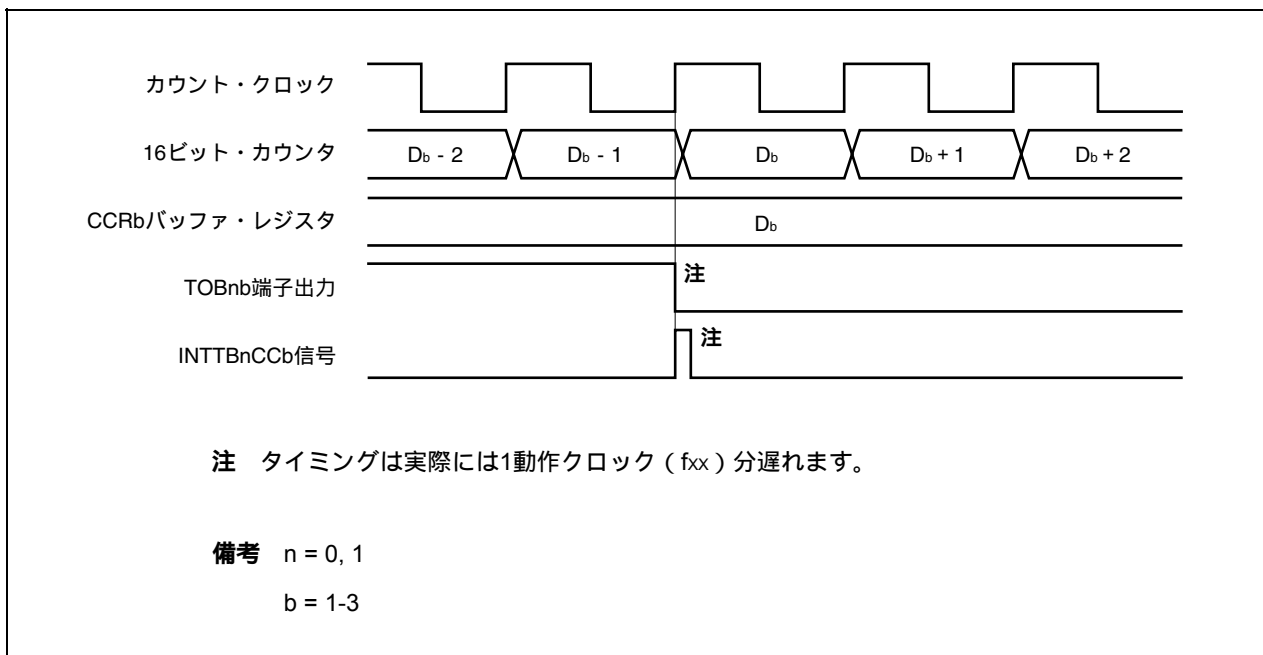 カウント・クロック
16ビット・カウンタ Db - 2 Db - 1 Db Db + 1 Db + 2
CCRbバッファ・レジスタ Db
TOBnb端子出力 注
INTTBnCCb信号 注
注 タイミングは実際には1動作クロック（fxx）分遅れます。
備考 n = 0, 1
b = 1-3